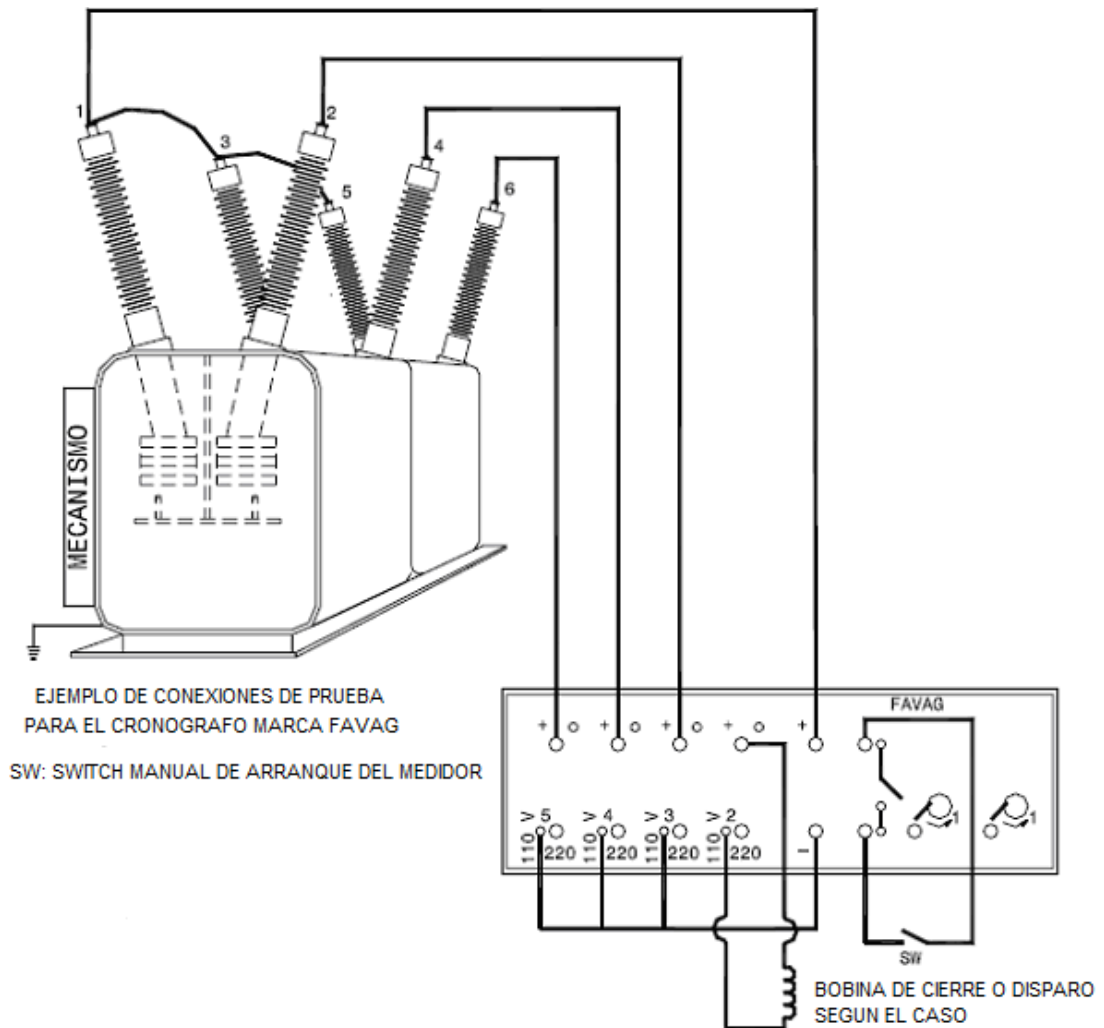 1
2
3
4
5
6
MECANISMO
EJEMPLO DE CONEXIONES DE PRUEBA
PARA EL CRONOGRAFO MARCA FAVAG
SW: SWITCH MANUAL DE ARRANQUE DEL MEDIDOR
FAVAG
+ + + + +
1 1
> 5 > 4 > 3 > 2
110 220 110 220 110 220 110 220 −
SW
BOBINA DE CIERRE O DISPARO
SEGUN EL CASO